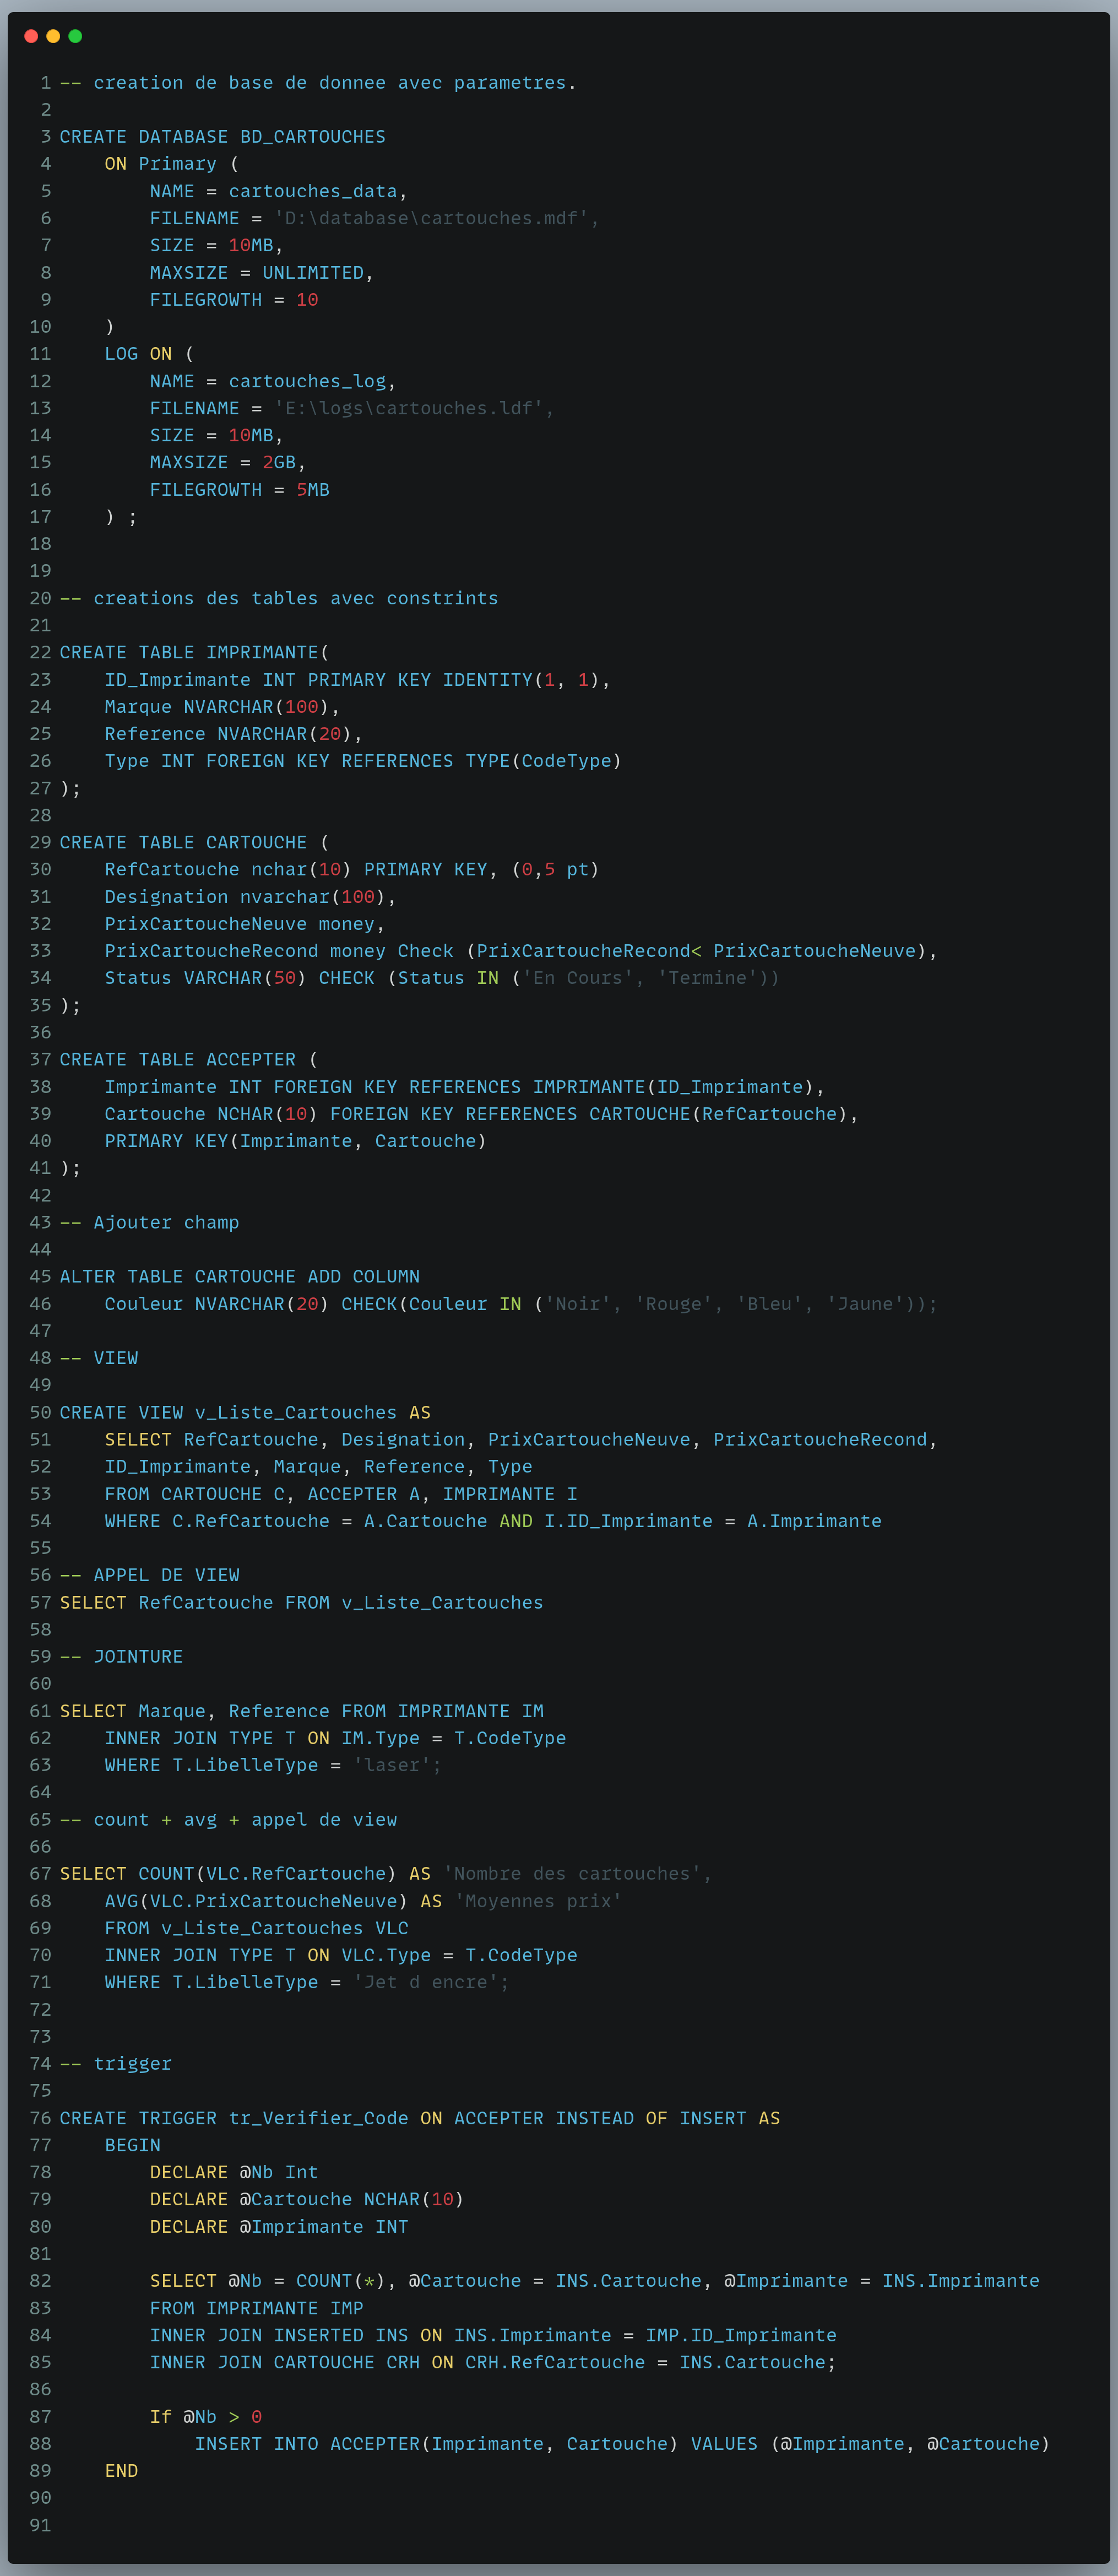 1 -- creation de base de donnee avec parametres.
2
3 CREATE DATABASE BD_CARTOUCHES
4     ON Primary (
5         NAME = cartouches_data,
6         FILENAME = 'D:\database\cartouches.mdf',
7         SIZE = 10MB,
8         MAXSIZE = UNLIMITED,
9         FILEGROWTH = 10
10     )
11     LOG ON (
12         NAME = cartouches_log,
13         FILENAME = 'E:\logs\cartouches.ldf',
14         SIZE = 10MB,
15         MAXSIZE = 2GB,
16         FILEGROWTH = 5MB
17     ) ;
18
19
20 -- creations des tables avec constrints
21
22 CREATE TABLE IMPRIMANTE(
23     ID_Imprimante INT PRIMARY KEY IDENTITY(1, 1),
24     Marque NVARCHAR(100),
25     Reference NVARCHAR(20),
26     Type INT FOREIGN KEY REFERENCES TYPE(CodeType)
27 );
28
29 CREATE TABLE CARTOUCHE (
30     RefCartouche nchar(10) PRIMARY KEY, (0,5 pt)
31     Designation nvarchar(100),
32     PrixCartoucheNeuve money,
33     PrixCartoucheRecond money Check (PrixCartoucheRecond< PrixCartoucheNeuve),
34     Status VARCHAR(50) CHECK (Status IN ('En Cours', 'Termine'))
35 );
36
37 CREATE TABLE ACCEPTER (
38     Imprimante INT FOREIGN KEY REFERENCES IMPRIMANTE(ID_Imprimante),
39     Cartouche NCHAR(10) FOREIGN KEY REFERENCES CARTOUCHE(RefCartouche),
40     PRIMARY KEY(Imprimante, Cartouche)
41 );
42
43 -- Ajouter champ
44
45 ALTER TABLE CARTOUCHE ADD COLUMN
46     Couleur NVARCHAR(20) CHECK(Couleur IN ('Noir', 'Rouge', 'Bleu', 'Jaune'));
47
48 -- VIEW
49
50 CREATE VIEW v_Liste_Cartouches AS
51     SELECT RefCartouche, Designation, PrixCartoucheNeuve, PrixCartoucheRecond,
52     ID_Imprimante, Marque, Reference, Type
53     FROM CARTOUCHE C, ACCEPTER A, IMPRIMANTE I
54     WHERE C.RefCartouche = A.Cartouche AND I.ID_Imprimante = A.Imprimante
55
56 -- APPEL DE VIEW
57 SELECT RefCartouche FROM v_Liste_Cartouches
58
59 -- JOINTURE
60
61 SELECT Marque, Reference FROM IMPRIMANTE IM
62     INNER JOIN TYPE T ON IM.Type = T.CodeType
63     WHERE T.LibelleType = 'laser';
64
65 -- count + avg + appel de view
66
67 SELECT COUNT(VLC.RefCartouche) AS 'Nombre des cartouches',
68     AVG(VLC.PrixCartoucheNeuve) AS 'Moyennes prix'
69     FROM v_Liste_Cartouches VLC
70     INNER JOIN TYPE T ON VLC.Type = T.CodeType
71     WHERE T.LibelleType = 'Jet d encre';
72
73
74 -- trigger
75
76 CREATE TRIGGER tr_Verifier_Code ON ACCEPTER INSTEAD OF INSERT AS
77     BEGIN
78         DECLARE @Nb Int
79         DECLARE @Cartouche NCHAR(10)
80         DECLARE @Imprimante INT
81
82         SELECT @Nb = COUNT(*), @Cartouche = INS.Cartouche, @Imprimante = INS.Imprimante
83         FROM IMPRIMANTE IMP
84         INNER JOIN INSERTED INS ON INS.Imprimante = IMP.ID_Imprimante
85         INNER JOIN CARTOUCHE CRH ON CRH.RefCartouche = INS.Cartouche;
86
87         If @Nb > 0
88             INSERT INTO ACCEPTER(Imprimante, Cartouche) VALUES (@Imprimante, @Cartouche)
89     END
90
91